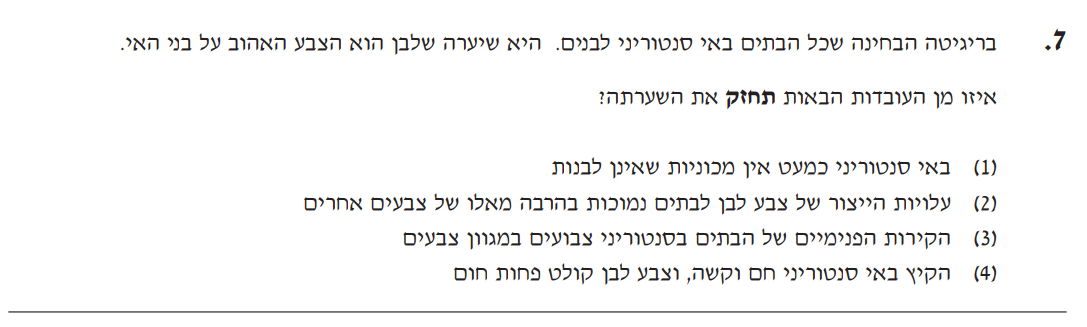 7. בריגיטה הבחינה שכל הבתים באי סנטוריני לבנים. היא שיערה שלבן הוא הצבע האהוב על בני האי.
איזו מן העובדות הבאות תחזק את השערתה?
(1) באי סנטוריני כמעט אין מכוניות שאינן לבנות
(2) עלויות הייצור של צבע לבן לבתים נמוכות בהרבה מאלו של צבעים אחרים
(3) הקירות הפנימיים של הבתים בסנטוריני צבועים במגוון צבעים
(4) הקיץ באי סנטוריני חם וקשה, וצבע לבן קולט פחות חום